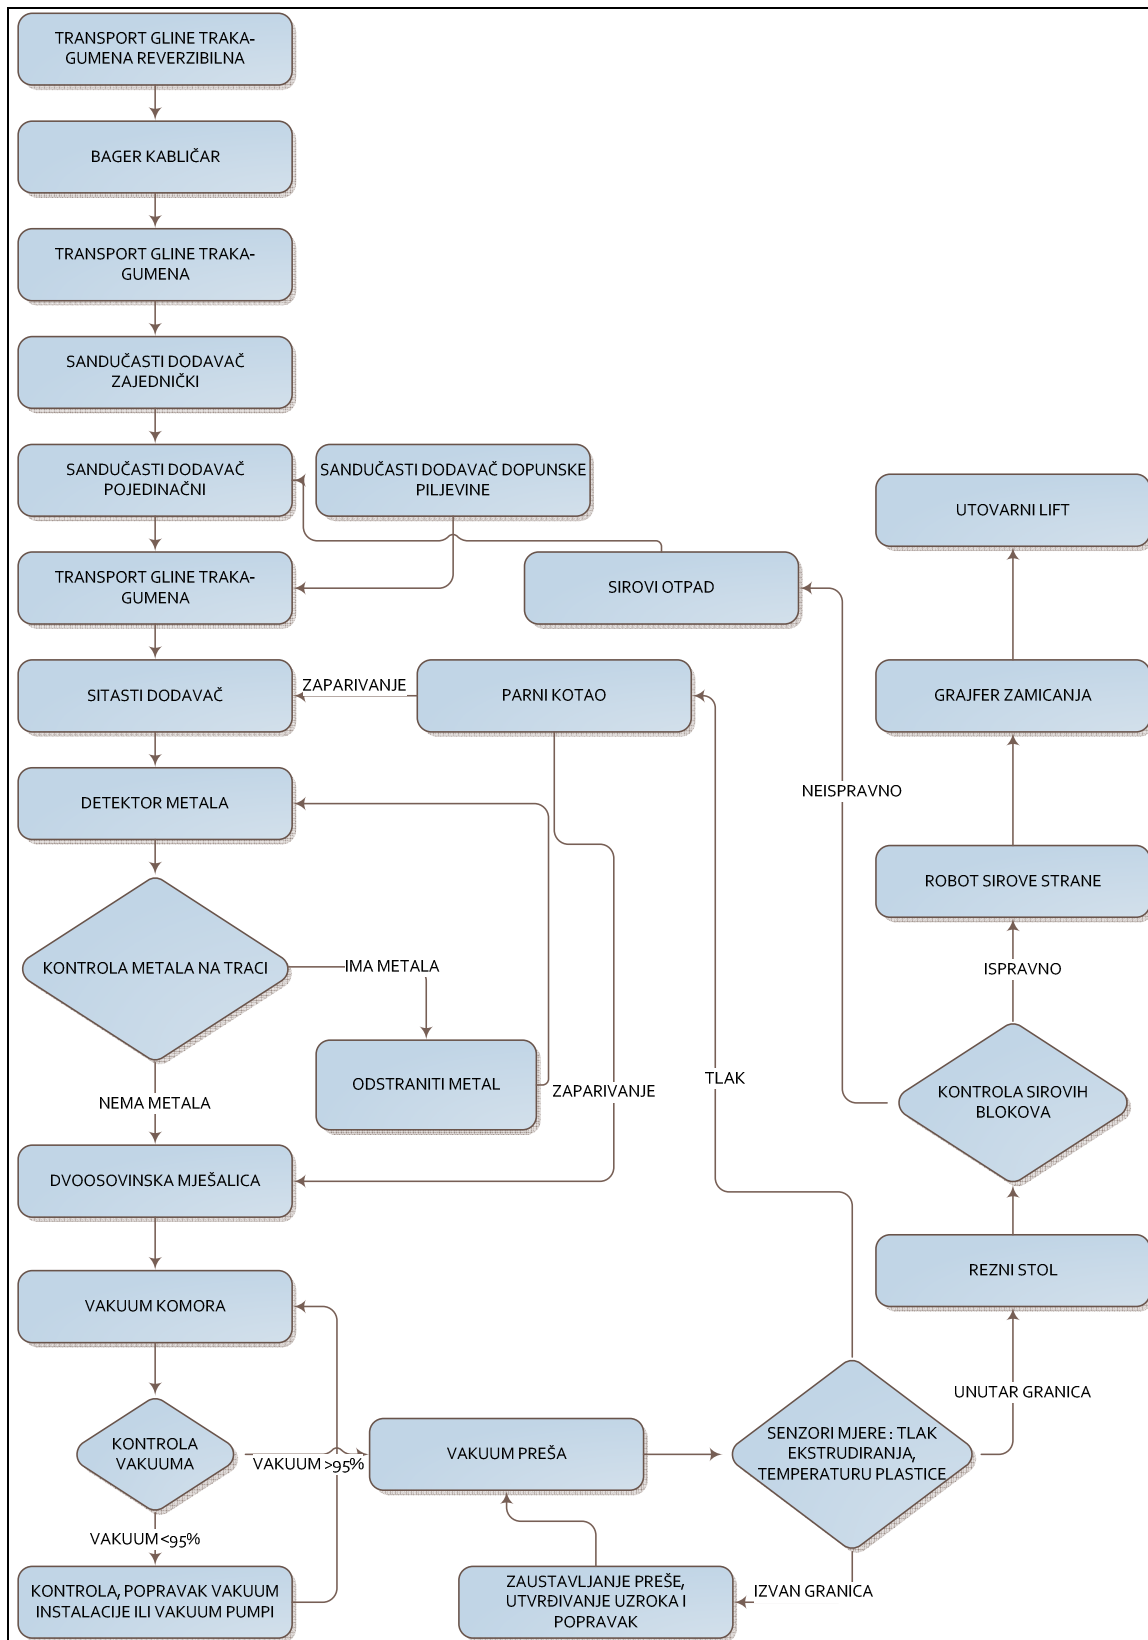 TRANSPORT GLINE TRAKA-
GUMENA REVERZIBILNA
BAGER KABLIČAR
TRANSPORT GLINE TRAKA-
GUMENA
SANDUČASTI DODAVAČ
ZAJEDNIČKI
SANDUČASTI DODAVAČ
POJEDINAČNI
SANDUČASTI DODAVAČ DOPUNSKE
PILJEVINE
UTOVARNI LIFT
TRANSPORT GLINE TRAKA-
GUMENA
SIROVI OTPAD
SITASTI DODAVAČ
ZAPARIVANJE
PARNI KOTAO
GRAJFER ZAMICANJA
DETEKTOR METALA
NEISPRAVNO
ROBOT SIROVE STRANE
KONTROLA METALA NA TRACI
IMA METALA
ISPRAVNO
ODSTRANITI METAL
ZAPARIVANJE
TLAK
KONTROLA SIROVIH
BLOKOVA
NEMA METALA
DVOOSOVINSKA MJEŠALICA
REZNI STOL
VAKUUM KOMORA
UNUTAR GRANICA
KONTROLA
VAKUUMA
VAKUUM >95%
VAKUUM PREŠA
SENZORI MJERE : TLAK
EKSTRUDIRANJA,
TEMPERATURU PLASTICE
VAKUUM <95%
KONTROLA, POPRAVAK VAKUUM
INSTALACIJE ILI VAKUUM PUMPI
ZAUSTAVLJANJE PREŠE,
UTVRĐIVANJE UZROKA I
POPRAVAK
IZVAN GRANICA